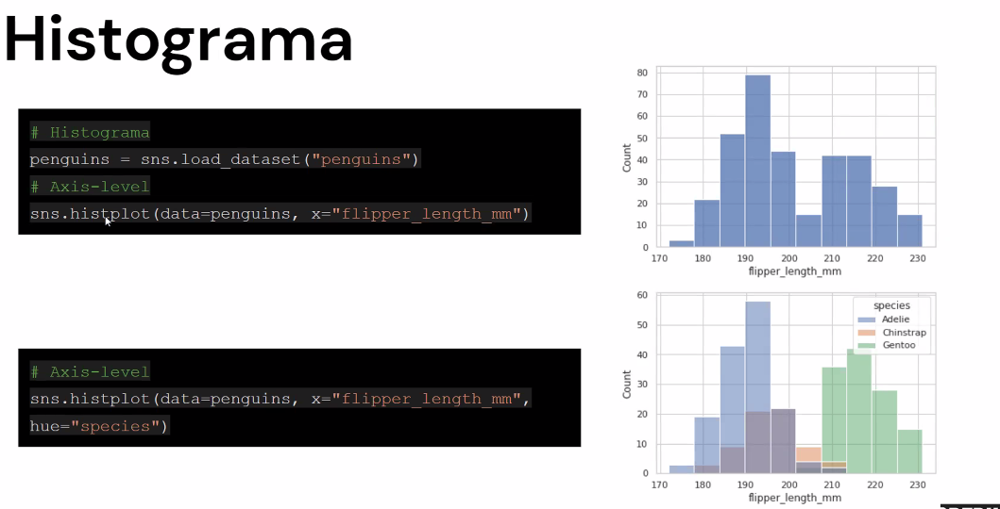 Histograma
# Histograma
penguins = sns.load_dataset("penguins")
# Axis-level
sns.histplot(data=penguins, x="flipper_length_mm")
80
70
60
50
40
30
20
10
0
Count
170 180 190 200 210 220 230
flipper_length_mm
# Axis-level
sns.histplot(data=penguins, x="flipper_length_mm",
hue="species")
60
50
40
30
20
10
0
Count
species
Adelie
Chinstrap
Gentoo
170 180 190 200 210 220 230
flipper_length_mm